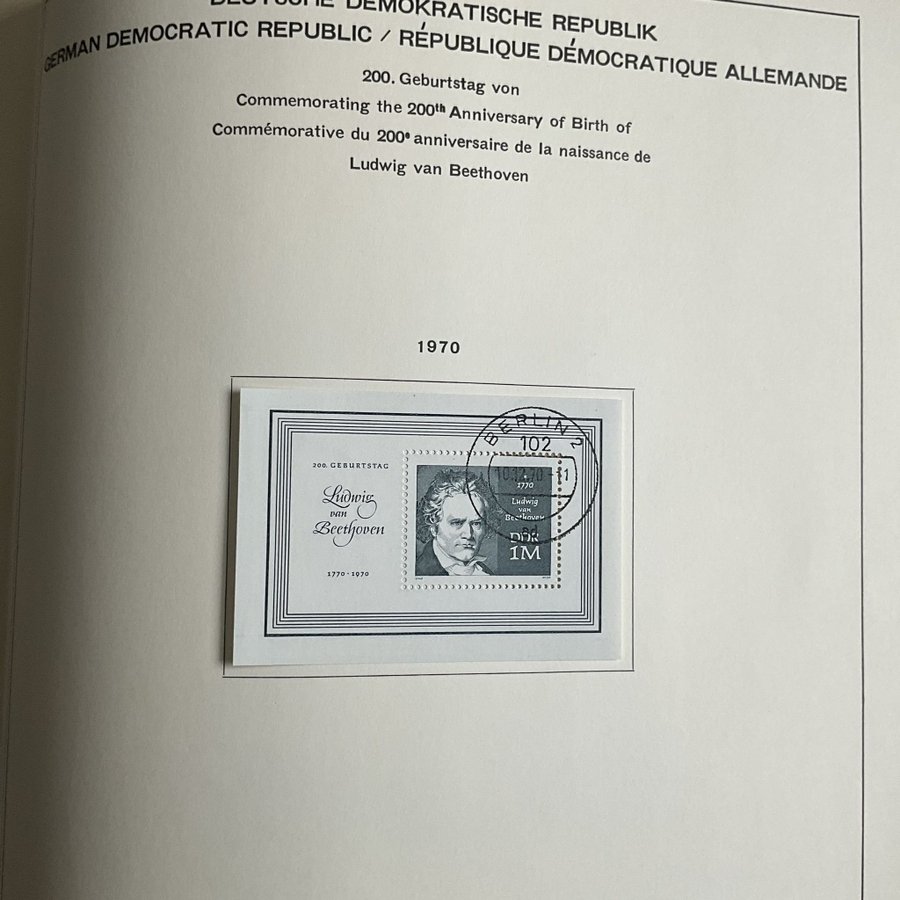 DEUTSCHE DEMOKRATISCHE REPUBLIK
GERMAN DEMOCRATIC REPUBLIC / RÉPUBLIQUE DÉMOCRATIQUE ALLEMANDE
200. Geburtstag von
Commemorating the 200th Anniversary of Birth of
Commémorative du 200e anniversaire de la naissance de
Ludwig van Beethoven
1970
200. GEBURTSTAG
Ludwig
van
Beethoven
1770 - 1970
BERLIN 2
102
1770
Ludwig
van
Beethoven
DDR
1M